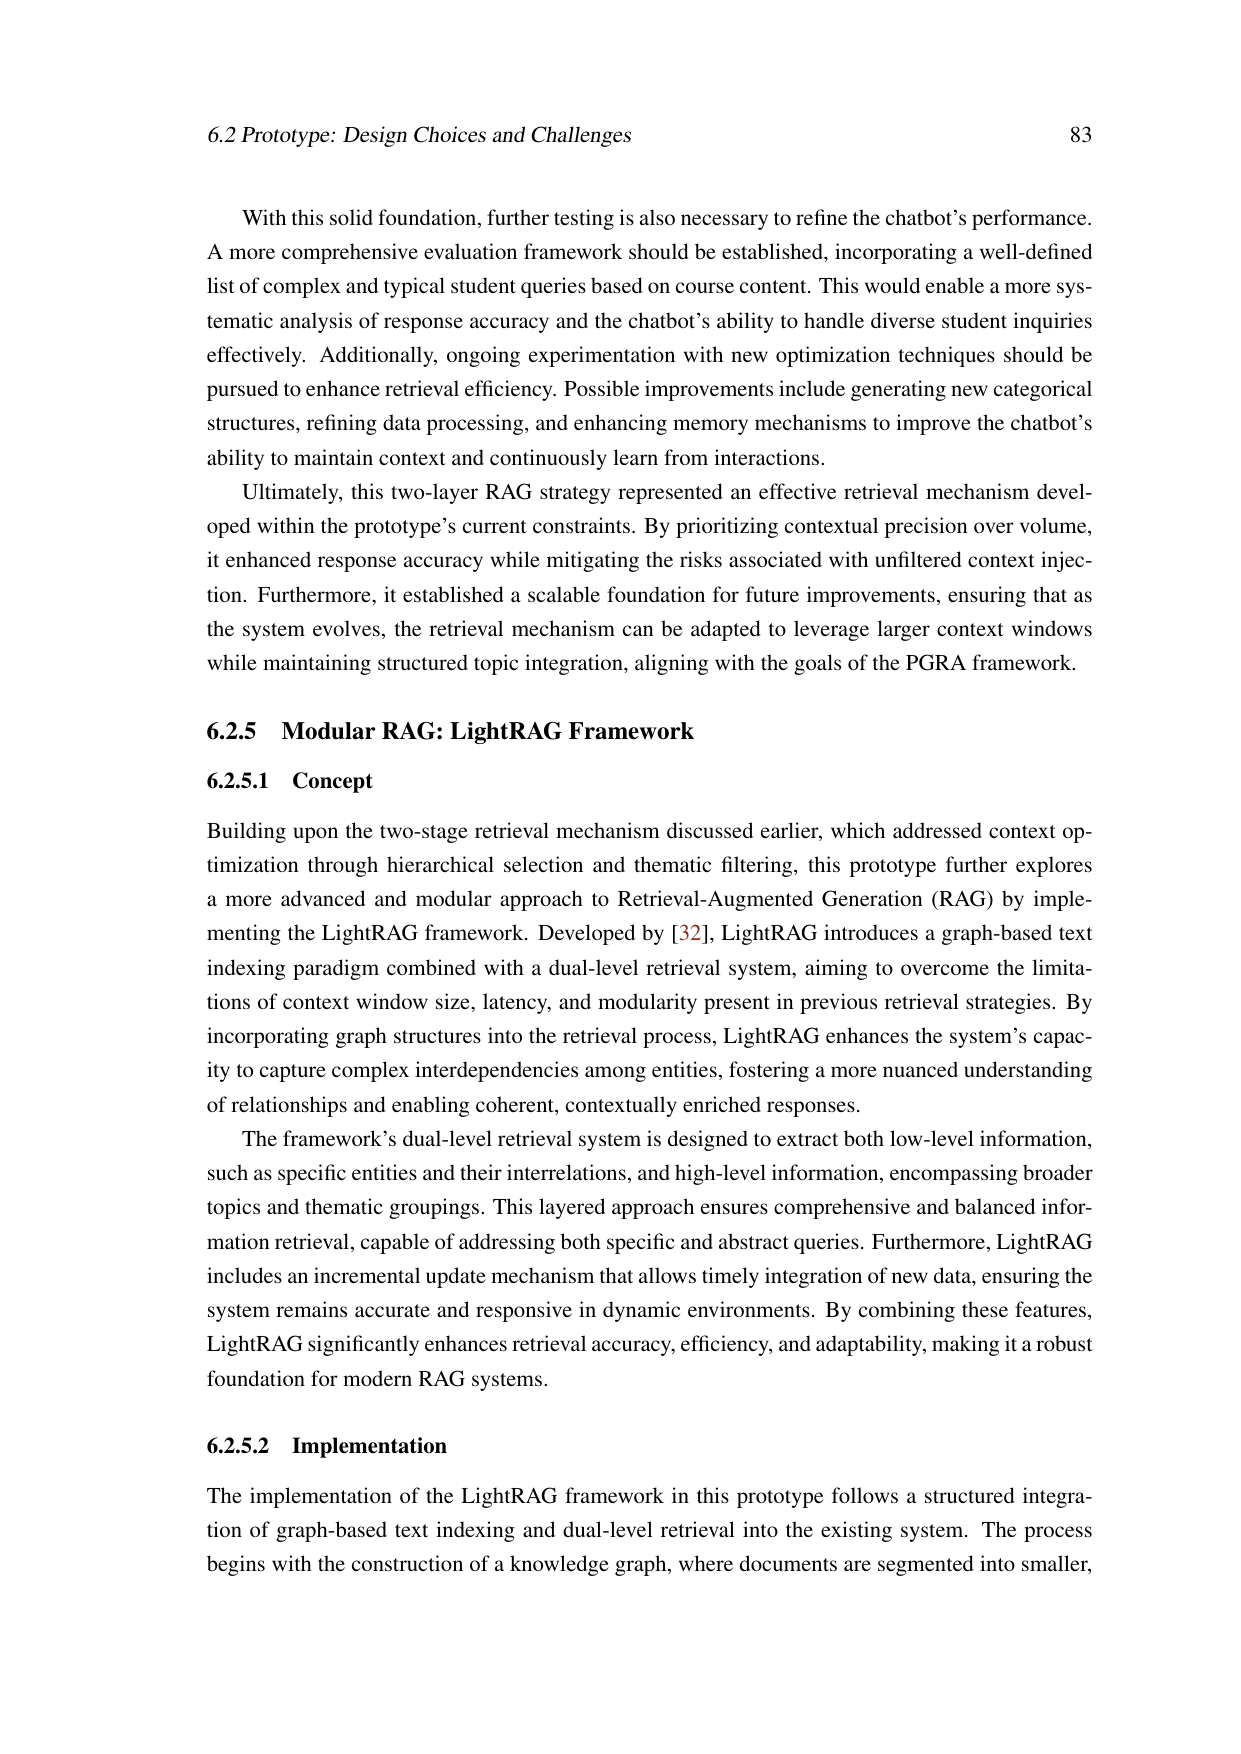 6.2 Prototype: Design Choices and Challenges 83
With this solid foundation, further testing is also necessary to refine the chatbot's performance.
A more comprehensive evaluation framework should be established, incorporating a well-defined
list of complex and typical student queries based on course content. This would enable a more sys-
tematic analysis of response accuracy and the chatbot's ability to handle diverse student inquiries
effectively. Additionally, ongoing experimentation with new optimization techniques should be
pursued to enhance retrieval efficiency. Possible improvements include generating new categorical
structures, refining data processing, and enhancing memory mechanisms to improve the chatbot's
ability to maintain context and continuously learn from interactions.
Ultimately, this two-layer RAG strategy represented an effective retrieval mechanism devel-
oped within the prototype's current constraints. By prioritizing contextual precision over volume,
it enhanced response accuracy while mitigating the risks associated with unfiltered context injec-
tion. Furthermore, it established a scalable foundation for future improvements, ensuring that as
the system evolves, the retrieval mechanism can be adapted to leverage larger context windows
while maintaining structured topic integration, aligning with the goals of the PGRA framework.
6.2.5 Modular RAG: LightRAG Framework
6.2.5.1 Concept
Building upon the two-stage retrieval mechanism discussed earlier, which addressed context op-
timization through hierarchical selection and thematic filtering, this prototype further explores
a more advanced and modular approach to Retrieval-Augmented Generation (RAG) by imple-
menting the LightRAG framework. Developed by [32], LightRAG introduces a graph-based text
indexing paradigm combined with a dual-level retrieval system, aiming to overcome the limita-
tions of context window size, latency, and modularity present in previous retrieval strategies. By
incorporating graph structures into the retrieval process, LightRAG enhances the system's capac-
ity to capture complex interdependencies among entities, fostering a more nuanced understanding
of relationships and enabling coherent, contextually enriched responses.
The framework's dual-level retrieval system is designed to extract both low-level information,
such as specific entities and their interrelations, and high-level information, encompassing broader
topics and thematic groupings. This layered approach ensures comprehensive and balanced infor-
mation retrieval, capable of addressing both specific and abstract queries. Furthermore, LightRAG
includes an incremental update mechanism that allows timely integration of new data, ensuring the
system remains accurate and responsive in dynamic environments. By combining these features,
LightRAG significantly enhances retrieval accuracy, efficiency, and adaptability, making it a robust
foundation for modern RAG systems.
6.2.5.2 Implementation
The implementation of the LightRAG framework in this prototype follows a structured integra-
tion of graph-based text indexing and dual-level retrieval into the existing system. The process
begins with the construction of a knowledge graph, where documents are segmented into smaller,